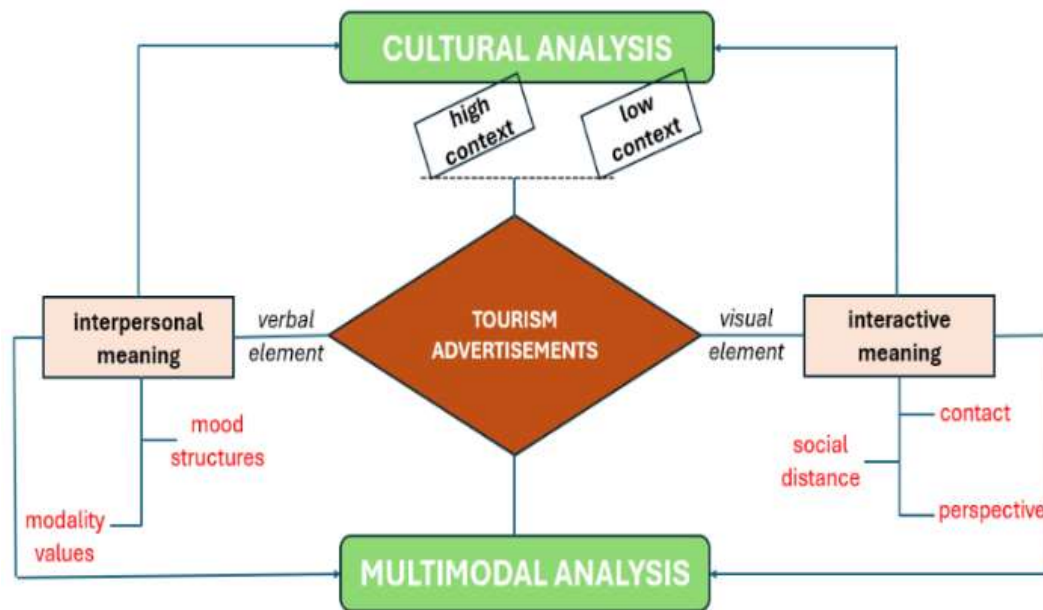 CULTURAL ANALYSIS
high
context
low
context
interpersonal
meaning
verbal
element
TOURISM
ADVERTISEMENTS
visual
element
interactive
meaning
mood
structures
modality
values
contact
social
distance
perspective
MULTIMODAL ANALYSIS